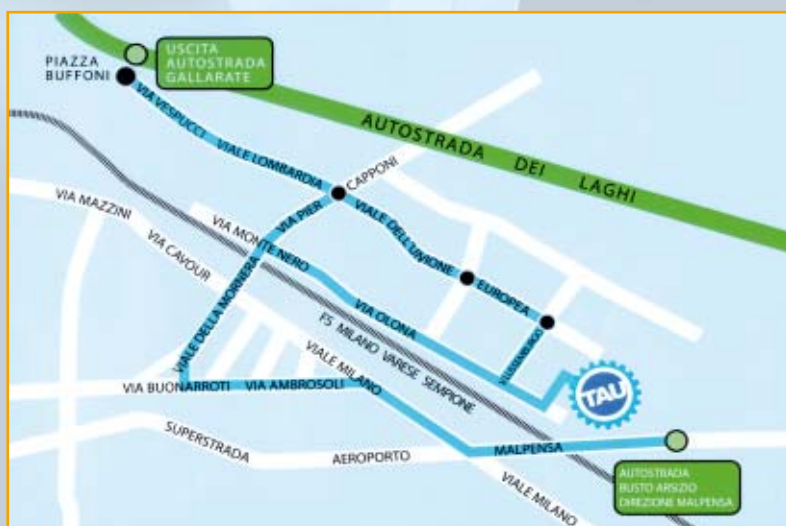 USCITA
AUTOSTRADA
GALLARATE
PIAZZA
BUFFONI
VIA VESPUCCI
VIALE LOMBARDIA
AUTOSTRADA DEI LAGHI
CAPPONI
VIA PIER
VIA MAZZINI
VIA CAVOUR
VIA MONTE NERO
VIALE DELL'UNIONE
EUROPEA
VIALE DELLA MORNERA
VIA OLONA
V.LUSSEMBURGO
FS MILANO VARESE SEMPIONE
VIALE MILANO
TAU
VIA BUONARROTI
VIA AMBROSOLI
SUPERSTRADA
AEROPORTO
MALPENSA
VIALE MILANO
AUTOSTRADA
BUSTO ARSIZIO
DIREZIONE MALPENSA